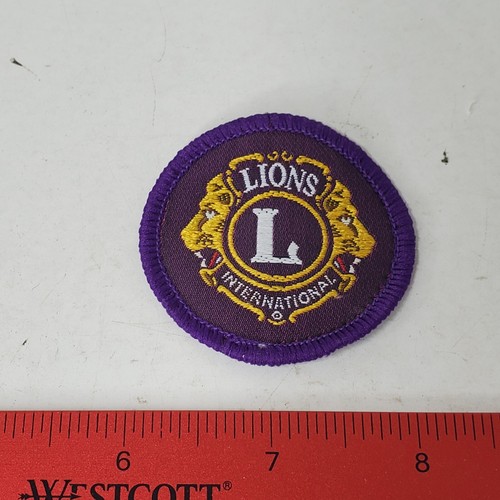 LIONS
L
INTERNATIONAL
6 7 8
WESTCOTT®